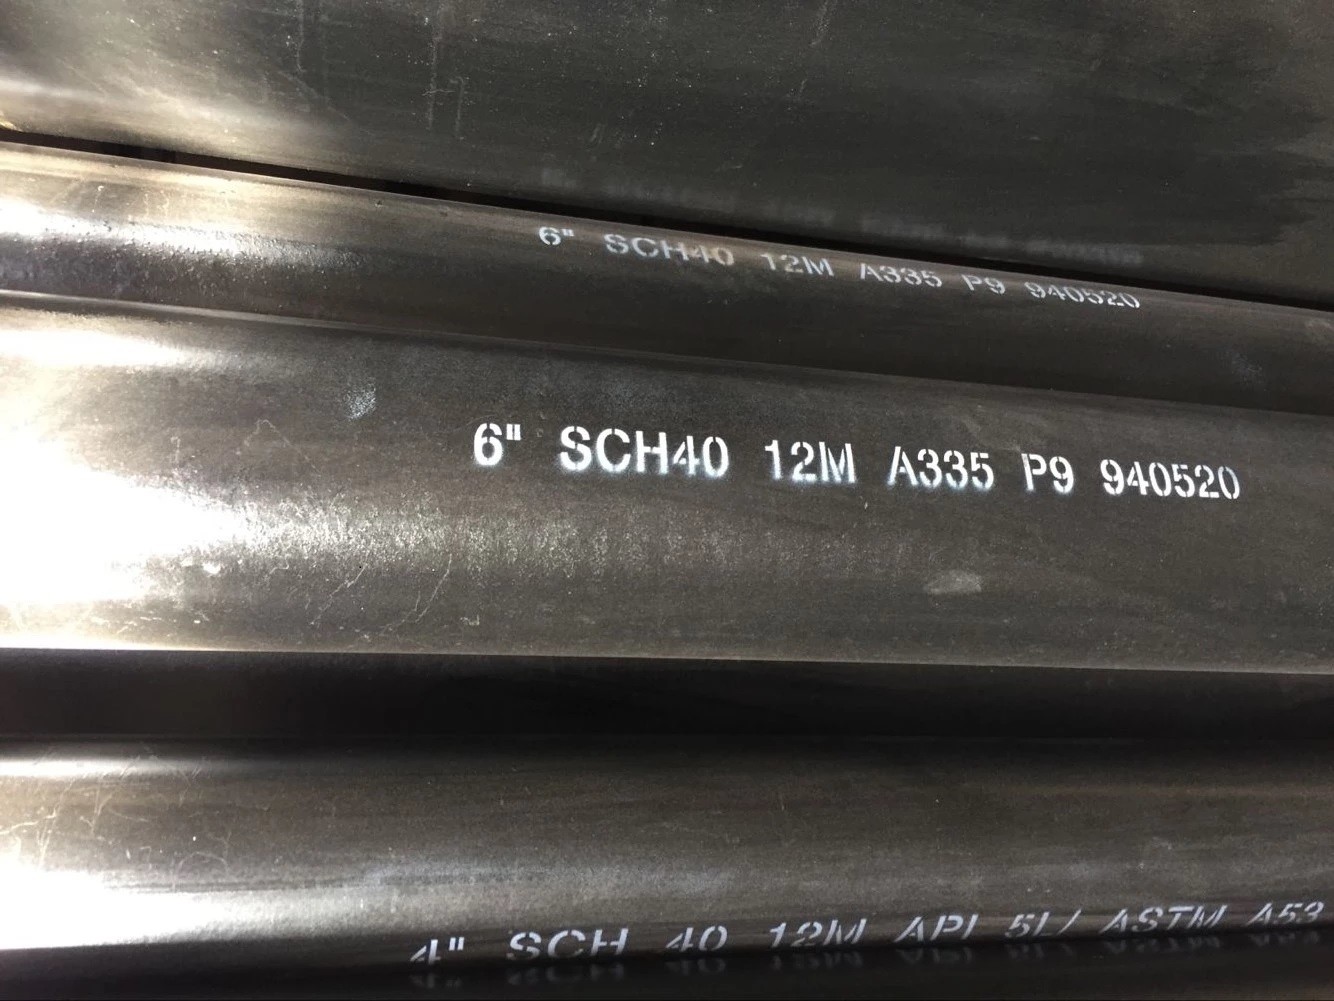 6" SCH40 12M A335 P9 940520
6" SCH40 12M A335 P9 940520
4" SCH 40 12M API 5L/ ASTM A53